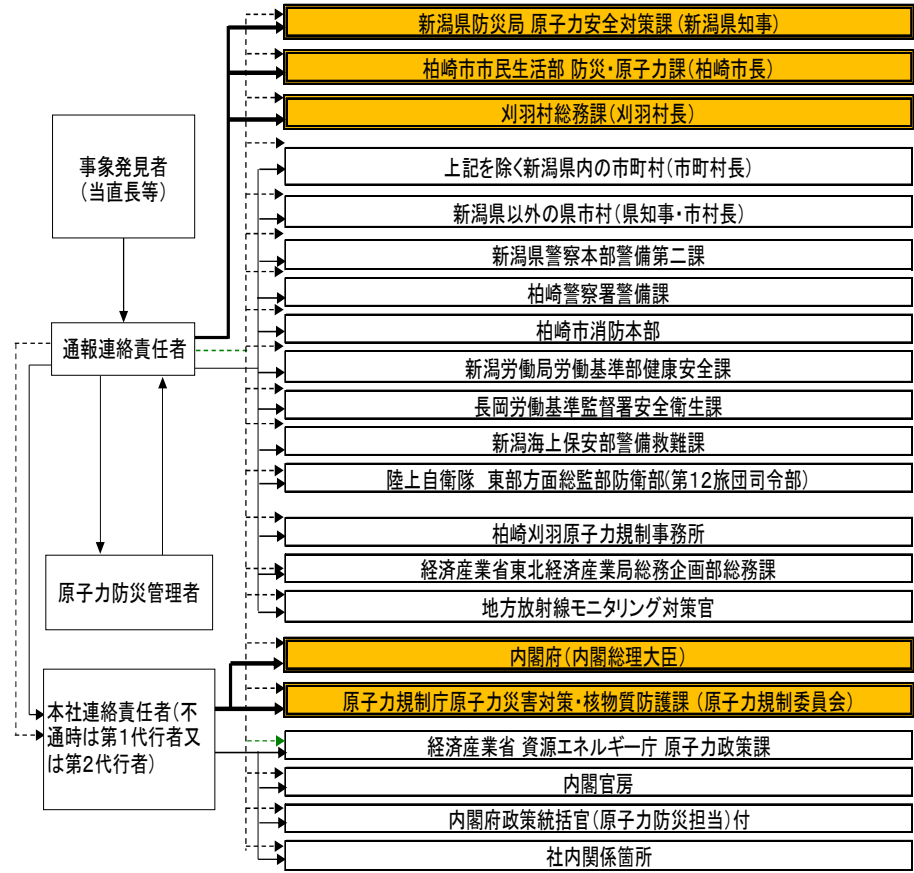 新潟県防災局 原子力安全対策課(新潟県知事)
柏崎市市民生活部 防災・原子力課(柏崎市長)
刈羽村総務課(刈羽村長)
事象発見者
(当直長等)
上記を除く新潟県内の市町村(市町村長)
新潟県以外の県市村(県知事・市村長)
新潟県警察本部警備第二課
柏崎警察署警備課
柏崎市消防本部
通報連絡責任者
新潟労働局労働基準部健康安全課
長岡労働基準監督署安全衛生課
新潟海上保安部警備救難課
陸上自衛隊 東部方面総監部防衛部(第12旅団司令部)
柏崎刈羽原子力規制事務所
経済産業省東北経済産業局総務企画部総務課
原子力防災管理者
地方放射線モニタリング対策官
内閣府(内閣総理大臣)
原子力規制庁原子力災害対策・核物質防護課 (原子力規制委員会)
本社連絡責任者(不
通時は第1代行者又
は第2代行者)
経済産業省 資源エネルギー庁 原子力政策課
内閣官房
内閣府政策統括官(原子力防災担当)付
社内関係箇所